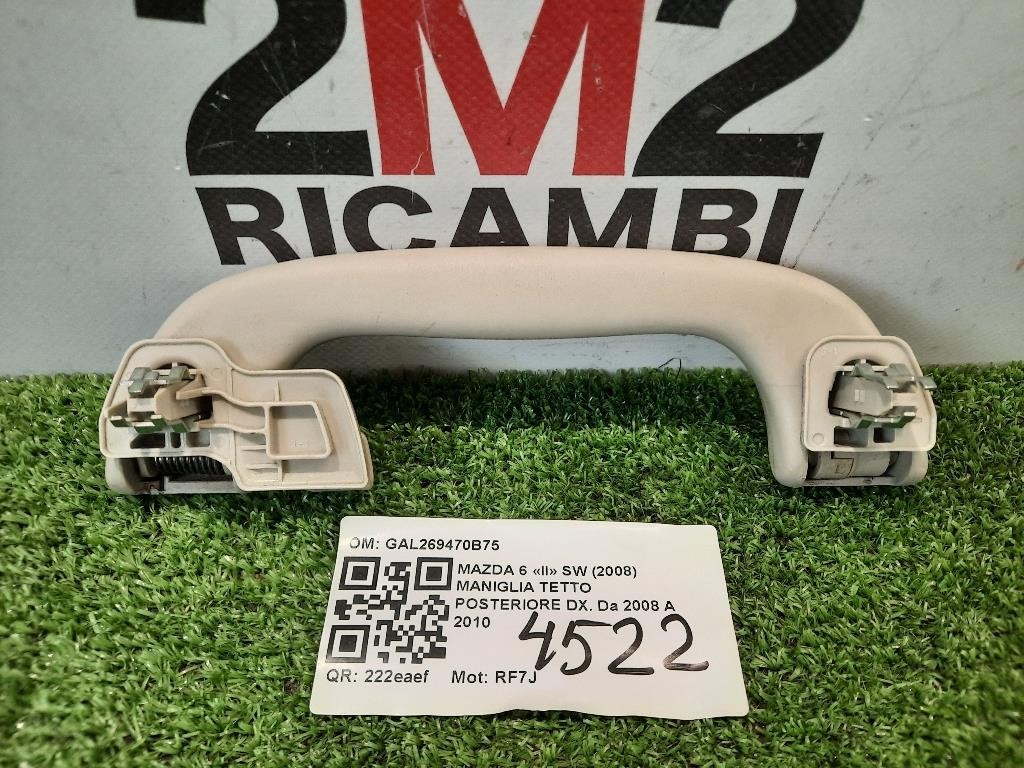 2M2
RICAMBI
OM: GAL269470B75
MAZDA 6 «II» SW (2008)
MANIGLIA TETTO
POSTERIORE DX. Da 2008 A
2010
4522
QR: 222eaef Mot: RF7J